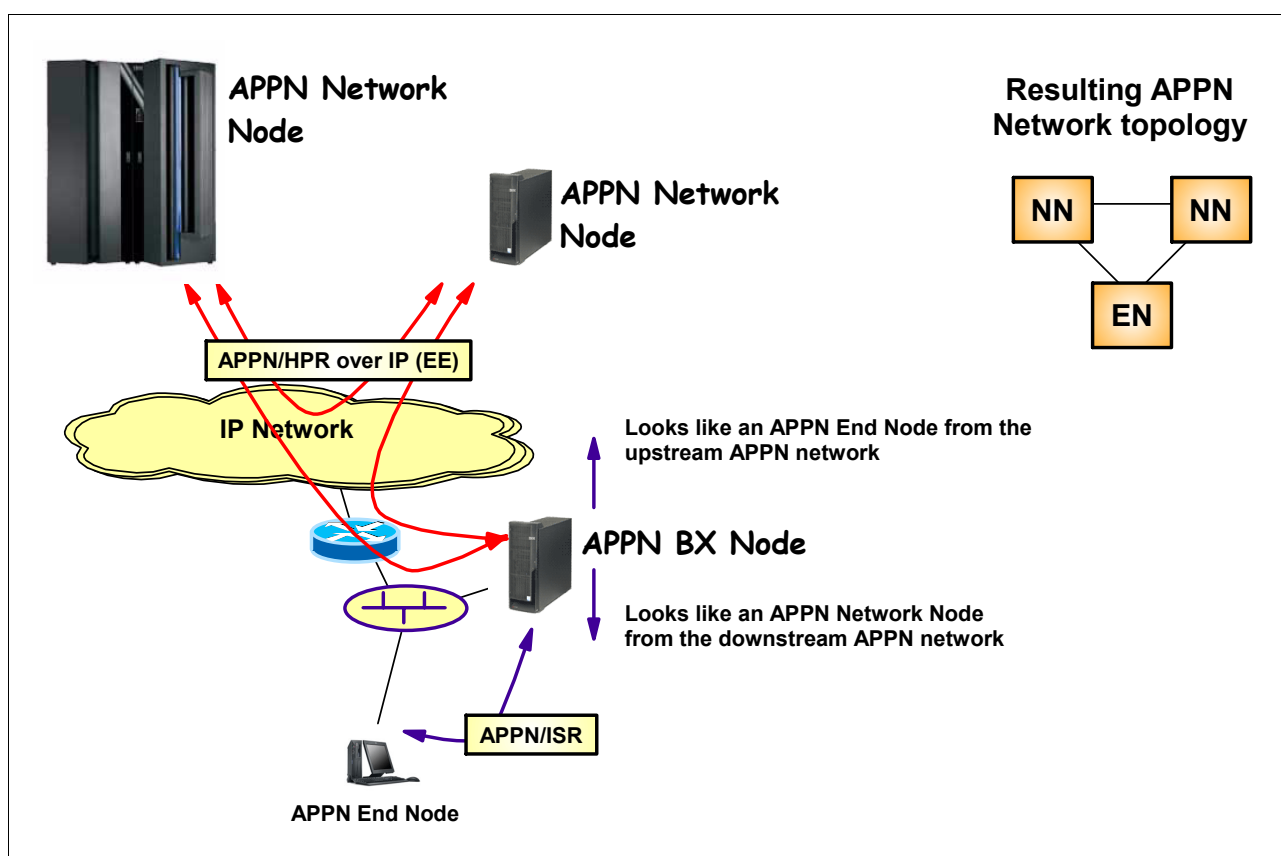 APPN Network
Node
APPN Network
Node
Resulting APPN
Network topology
NN
NN
EN
APPN/HPR over IP (EE)
IP Network
Looks like an APPN End Node from the
upstream APPN network
APPN BX Node
Looks like an APPN Network Node
from the downstream APPN network
APPN/ISR
APPN End Node